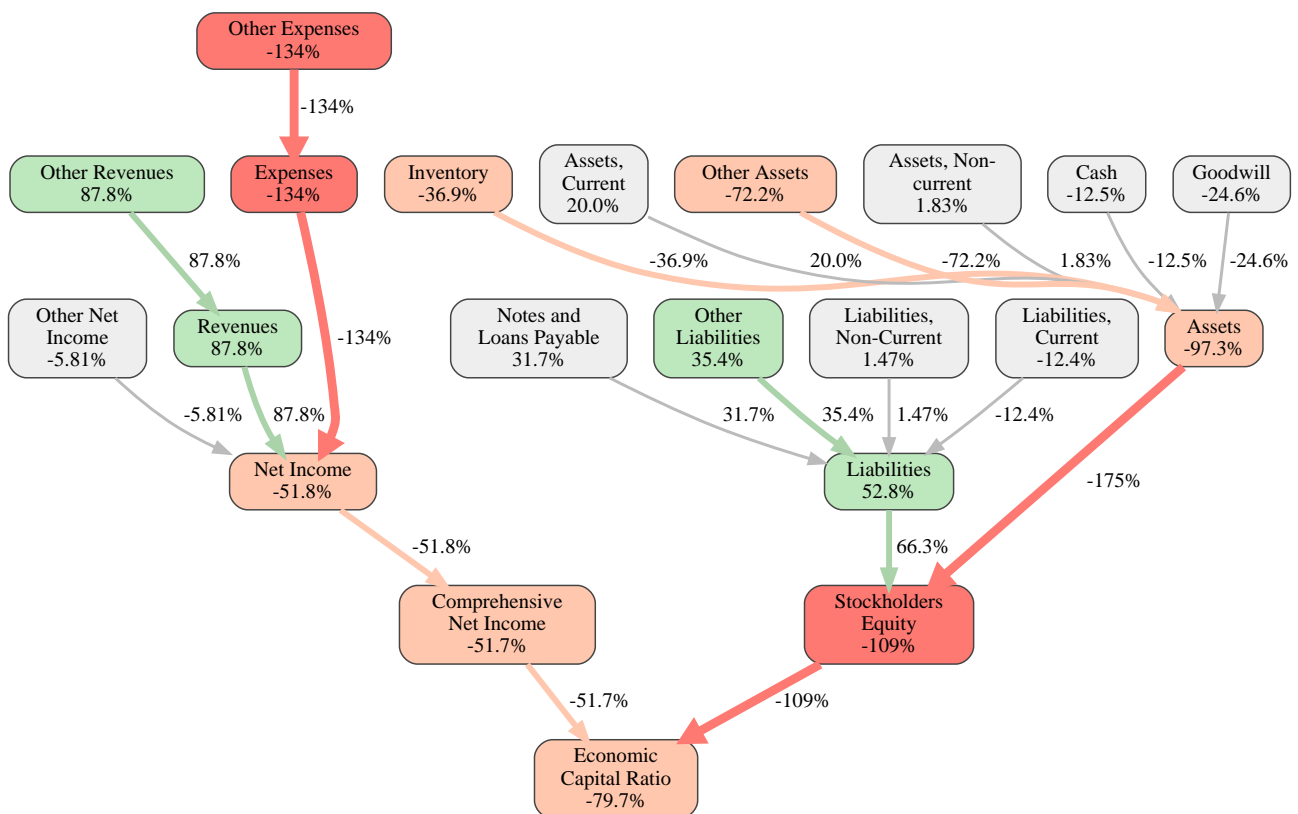 Other Expenses
-134%
-134%
Other Revenues
87.8%
Expenses
-134%
Inventory
-36.9%
Assets,
Current
20.0%
Other Assets
-72.2%
Assets, Non-
current
1.83%
Cash
-12.5%
Goodwill
-24.6%
87.8%
-36.9%
20.0%
-72.2%
1.83%
-12.5%
-24.6%
Other Net
Income
-5.81%
Revenues
87.8%
-134%
Notes and
Loans Payable
31.7%
Other
Liabilities
35.4%
Liabilities,
Non-Current
1.47%
Liabilities,
Current
-12.4%
Assets
-97.3%
-5.81%
87.8%
31.7%
35.4%
1.47%
-12.4%
Net Income
-51.8%
Liabilities
52.8%
-175%
-51.8%
66.3%
Comprehensive
Net Income
-51.7%
Stockholders
Equity
-109%
-51.7%
-109%
Economic
Capital Ratio
-79.7%